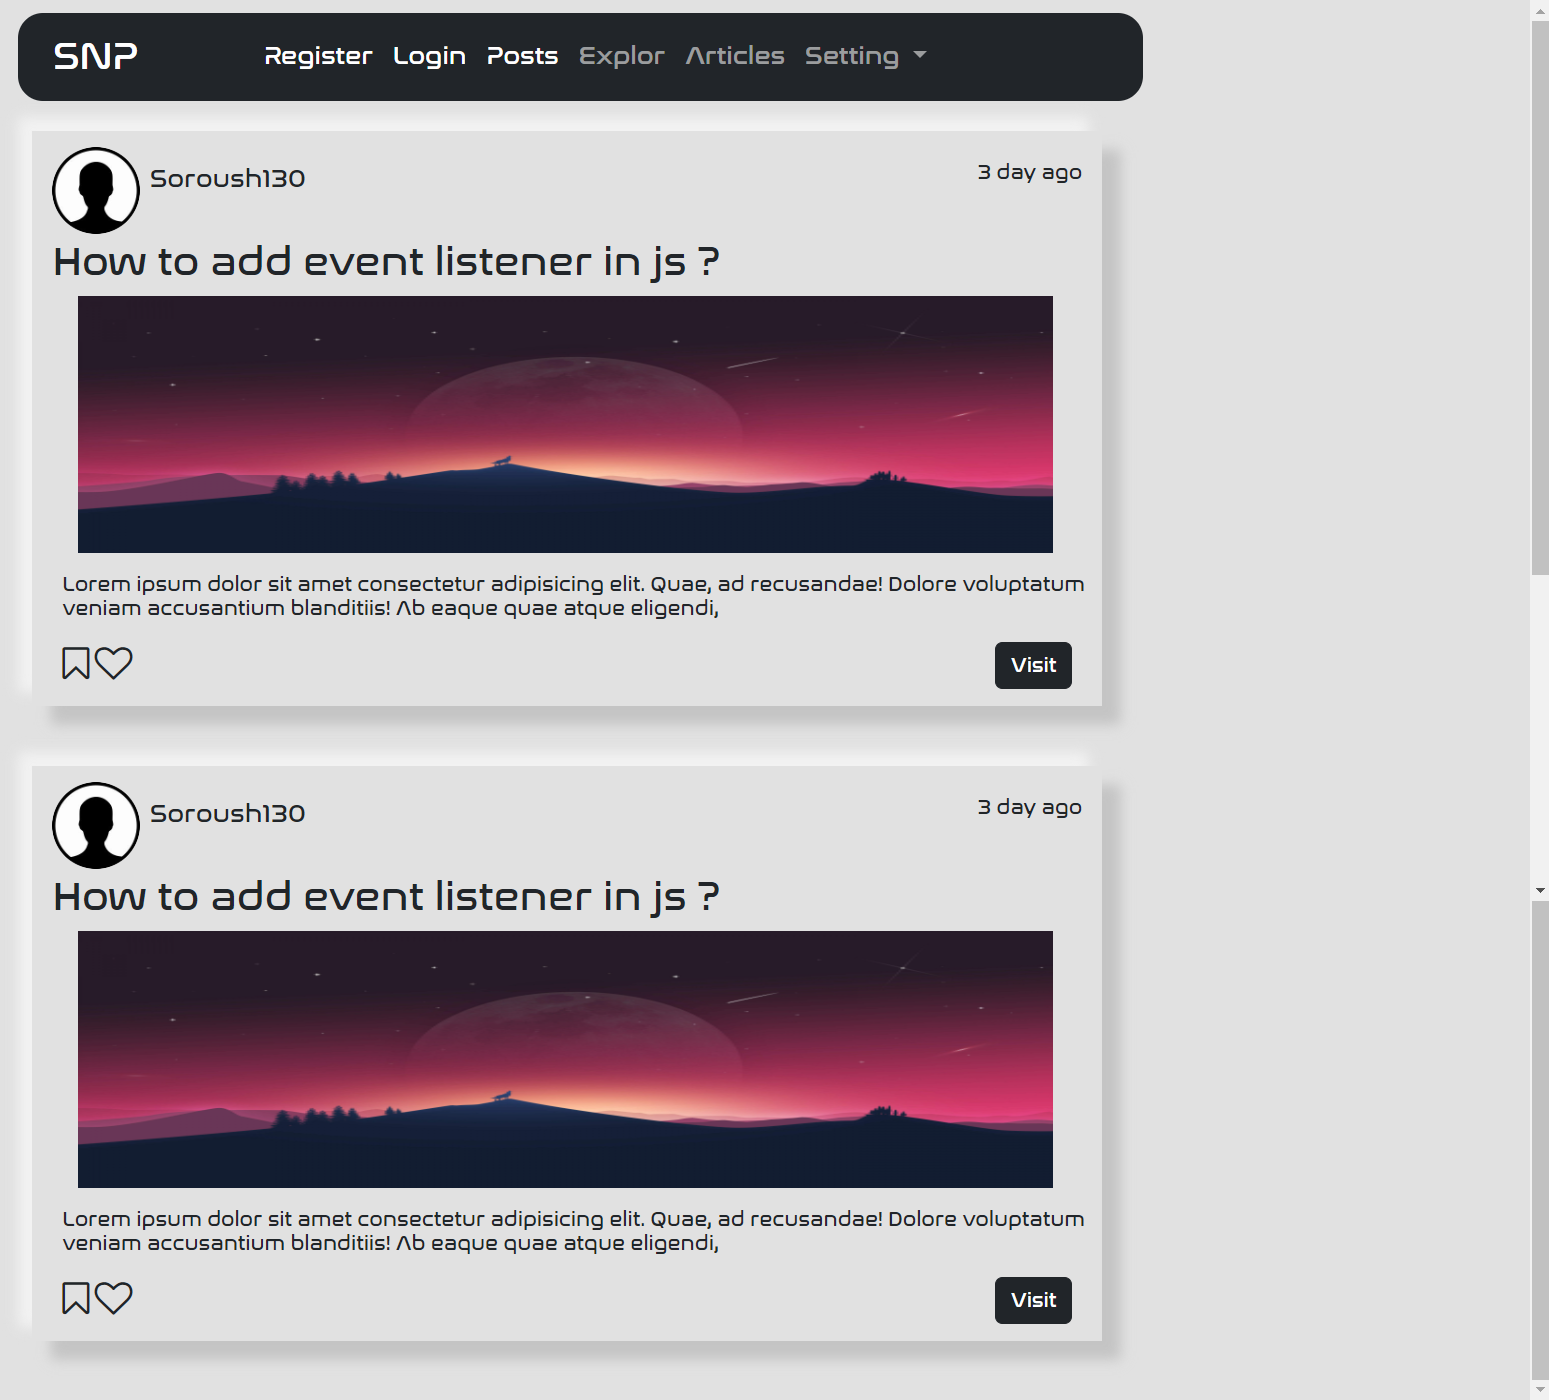 SNP Register Login Posts Explor Articles Setting
Soroush130 3 day ago
How to add event listener in js ?
Lorem ipsum dolor sit amet consectetur adipisicing elit. Quae, ad recusandae! Dolore voluptatum
veniam accusantium blanditiis! Ab eaque quae atque eligendi,
Visit
Soroush130 3 day ago
How to add event listener in js ?
Lorem ipsum dolor sit amet consectetur adipisicing elit. Quae, ad recusandae! Dolore voluptatum
veniam accusantium blanditiis! Ab eaque quae atque eligendi,
Visit